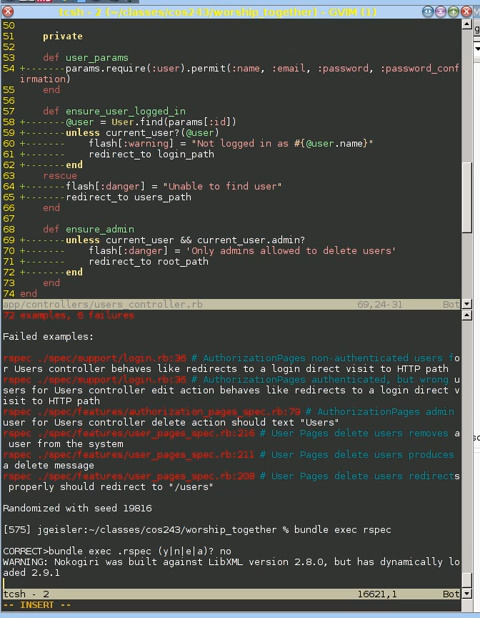 tcsh - 2 (~/classes/cos243/worship_together) - GVIM (1)
50
51     private
52
53     def user_params
54 +-------params.require(:user).permit(:name, :email, :password, :password_conf
irmation)
55     end
56
57     def ensure_user_logged_in
58 +-------@user = User.find(params[:id])
59 +-------unless current_user?(@user)
60 +-------    flash[:warning] = "Not logged in as #{@user.name}"
61 +-------    redirect_to login_path
62 +-------end
63     rescue
64 +-------flash[:danger] = "Unable to find user"
65 +-------redirect_to users_path
66     end
67
68     def ensure_admin
69 +-------unless current_user && current_user.admin?
70 +-------    flash[:danger] = 'Only admins allowed to delete users'
71 +-------    redirect_to root_path
72 +-------end
73     end
74 end
app/controllers/users_controller.rb 69,24-31 Bot
72 examples, 6 failures
Failed examples:
rspec ./spec/support/login.rb:36 # AuthorizationPages non-authenticated users fo
r Users controller behaves like redirects to a login direct visit to HTTP path
rspec ./spec/support/login.rb:36 # AuthorizationPages authenticated, but wrong u
sers for Users controller edit action behaves like redirects to a login direct v
isit to HTTP path
rspec ./spec/features/authorization_pages_spec.rb:79 # AuthorizationPages admin
user for Users controller delete action should text "Users"
rspec ./spec/features/user_pages_spec.rb:216 # User Pages delete users removes a
 user from the system
rspec ./spec/features/user_pages_spec.rb:211 # User Pages delete users produces
a delete message
rspec ./spec/features/user_pages_spec.rb:208 # User Pages delete users redirects
 properly should redirect to "/users"
Randomized with seed 19816
[575] jgeisler:~/classes/cos243/worship_together % bundle exec rspec
CORRECT>bundle exec .rspec (y|n|e|a)? no
WARNING: Nokogiri was built against LibXML version 2.8.0, but has dynamically lo
aded 2.9.1
tcsh - 2 16621,1 Bot
-- INSERT --